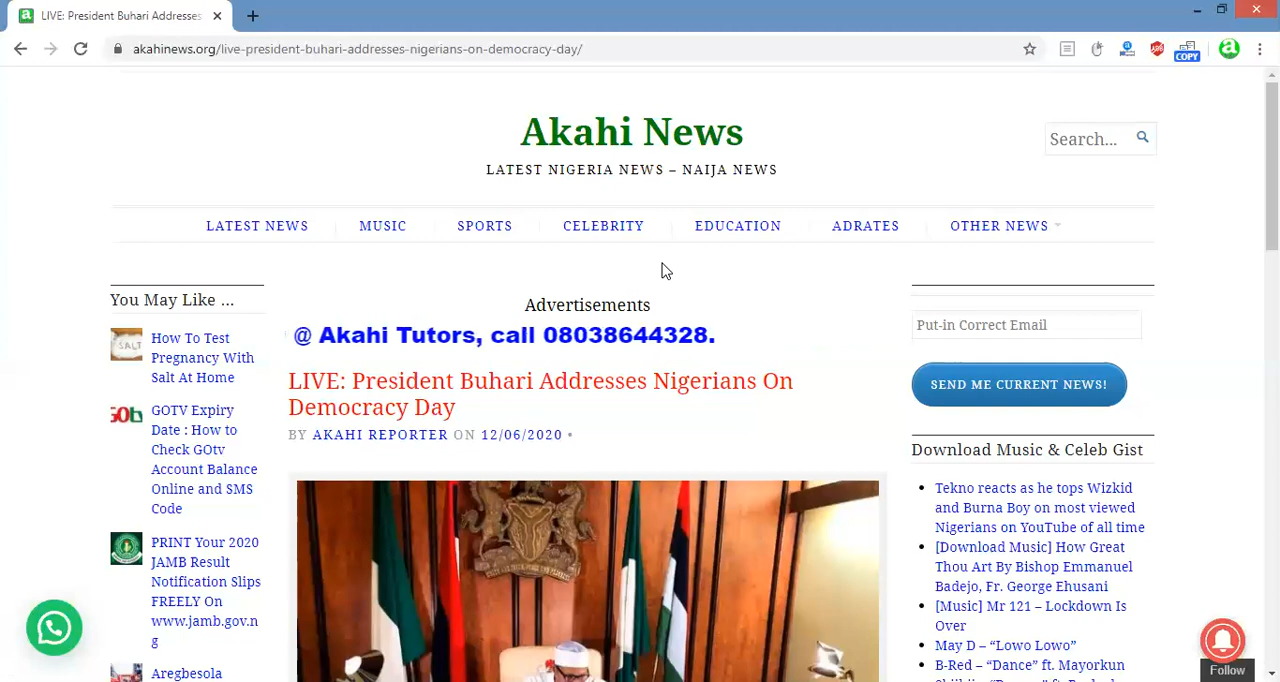 LIVE: President Buhari Addresses
akahinews.org/live-president-buhari-addresses-nigerians-on-democracy-day/
COPY
Akahi News
LATEST NIGERIA NEWS – NAIJA NEWS
Search...
LATEST NEWS
MUSIC
SPORTS
CELEBRITY
EDUCATION
ADRATES
OTHER NEWS
You May Like ...
How To Test
Pregnancy With
Salt At Home
GOTV Expiry
Date : How to
Check GOtv
Account Balance
Online and SMS
Code
PRINT Your 2020
JAMB Result
Notification Slips
FREELY On
www.jamb.gov.n
g
Aregbesola
Advertisements
@ Akahi Tutors, call 08038644328.
LIVE: President Buhari Addresses Nigerians On
Democracy Day
BY AKAHI REPORTER ON 12/06/2020 •
Put-in Correct Email
SEND ME CURRENT NEWS!
Download Music & Celeb Gist
• Tekno reacts as he tops Wizkid
and Burna Boy on most viewed
Nigerians on YouTube of all time
• [Download Music] How Great
Thou Art By Bishop Emmanuel
Badejo, Fr. George Ehusani
• [Music] Mr 121 – Lockdown Is
Over
• May D – “Lowo Lowo”
• B-Red – “Dance” ft. Mayorkun
Follow